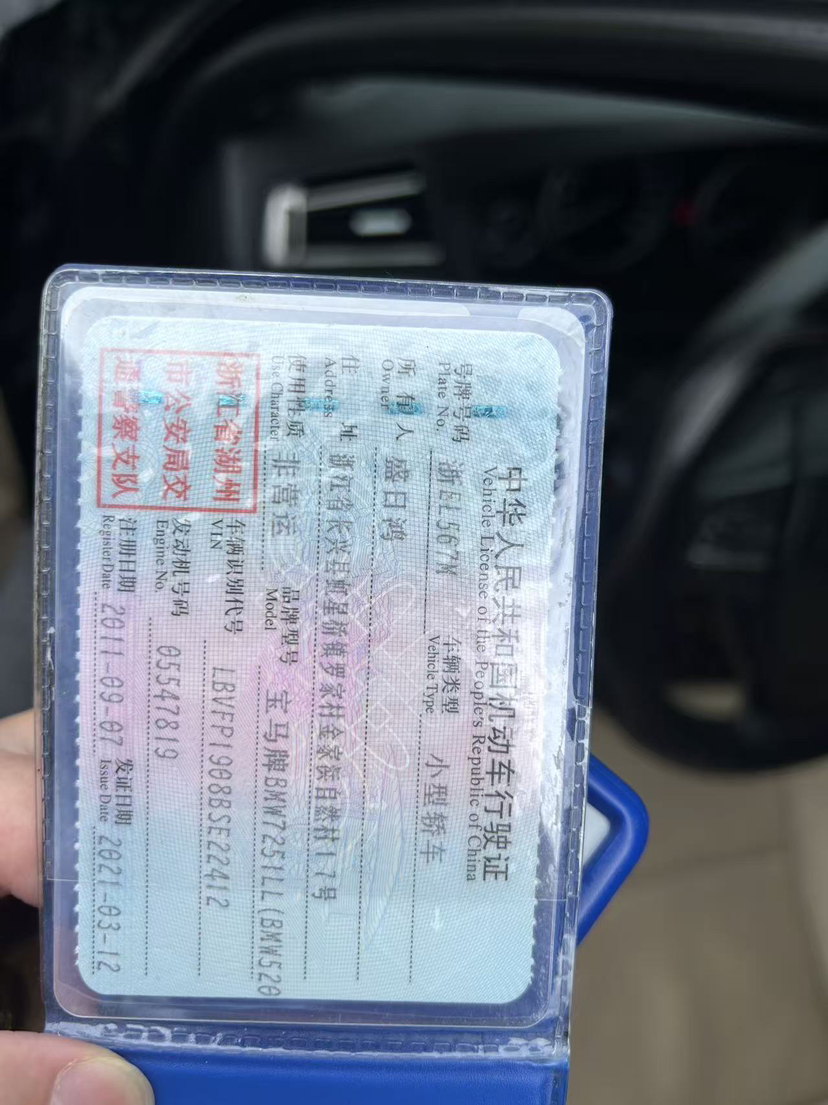 中华人民共和国机动车行驶证
Vehicle License of the People's Republic of China
号牌号码 浙EL567M 车辆类型 小型轿车
Plate No. Vehicle Type
所有人 盛日鸿
Owner
住址 浙江省长兴县虹星桥镇罗家村金家浜自然村17号
Address
使用性质 非营运 品牌型号 宝马牌BMW7251LL(BMW520
Use Character Model
浙江省湖州
市公安局交
通警察支队
车辆识别代号 LBVFP1908BSE22412
VIN
发动机号码 05547819
Engine No.
注册日期 2011-09-07 发证日期 2021-03-12
Register Date Issue Date